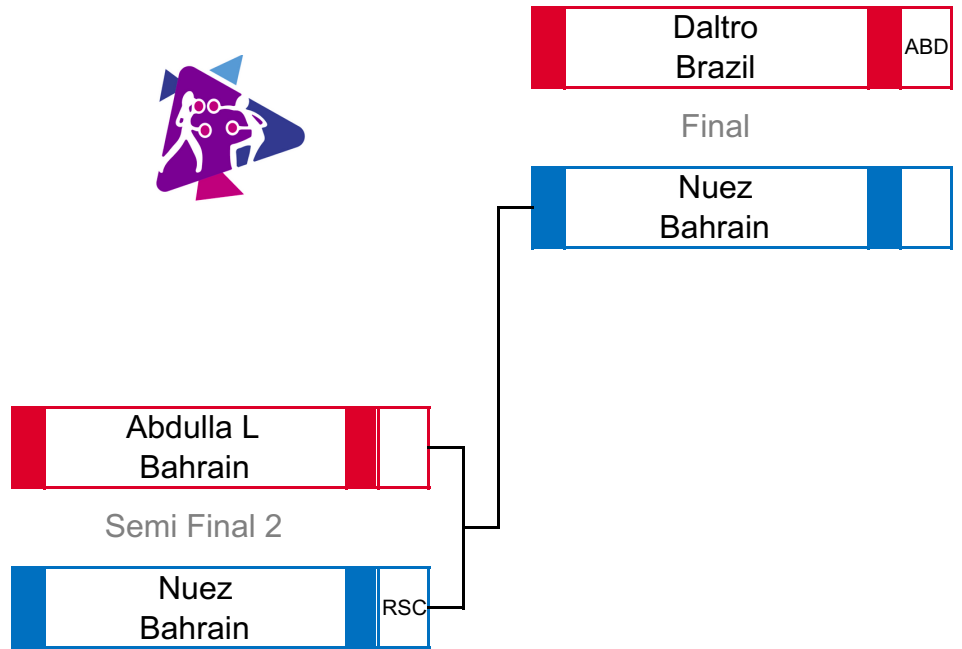 Daltro
Brazil
ABD
Final
Nuez
Bahrain
Abdulla L
Bahrain
Semi Final 2
Nuez
Bahrain
RSC